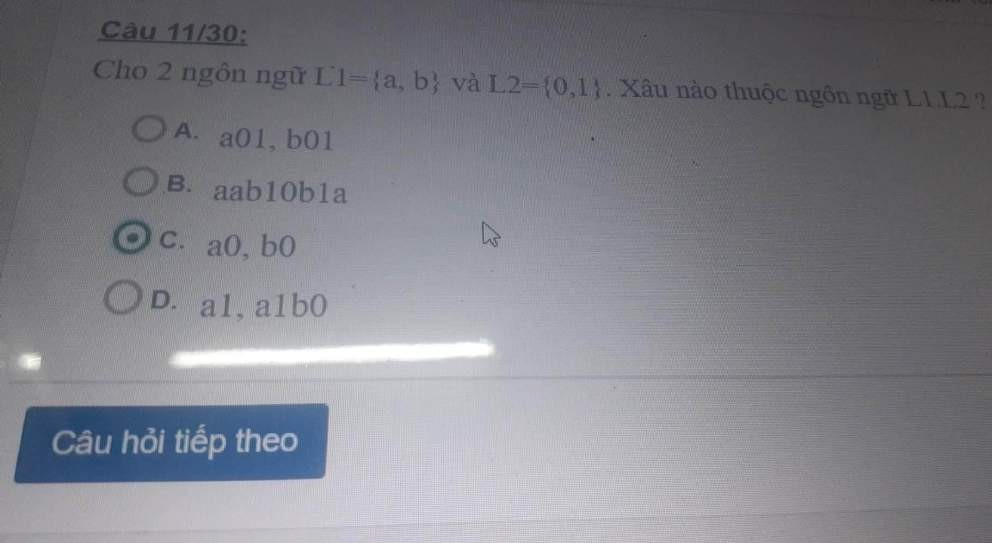 Câu 11/30:
Cho 2 ngôn ngữ L1={a, b} và L2={0,1}. Xâu nào thuộc ngôn ngữ L1.L2 ?
A. a01, b01
B. aab10b1a
C. a0, b0
D. a1, a1b0
Câu hỏi tiếp theo